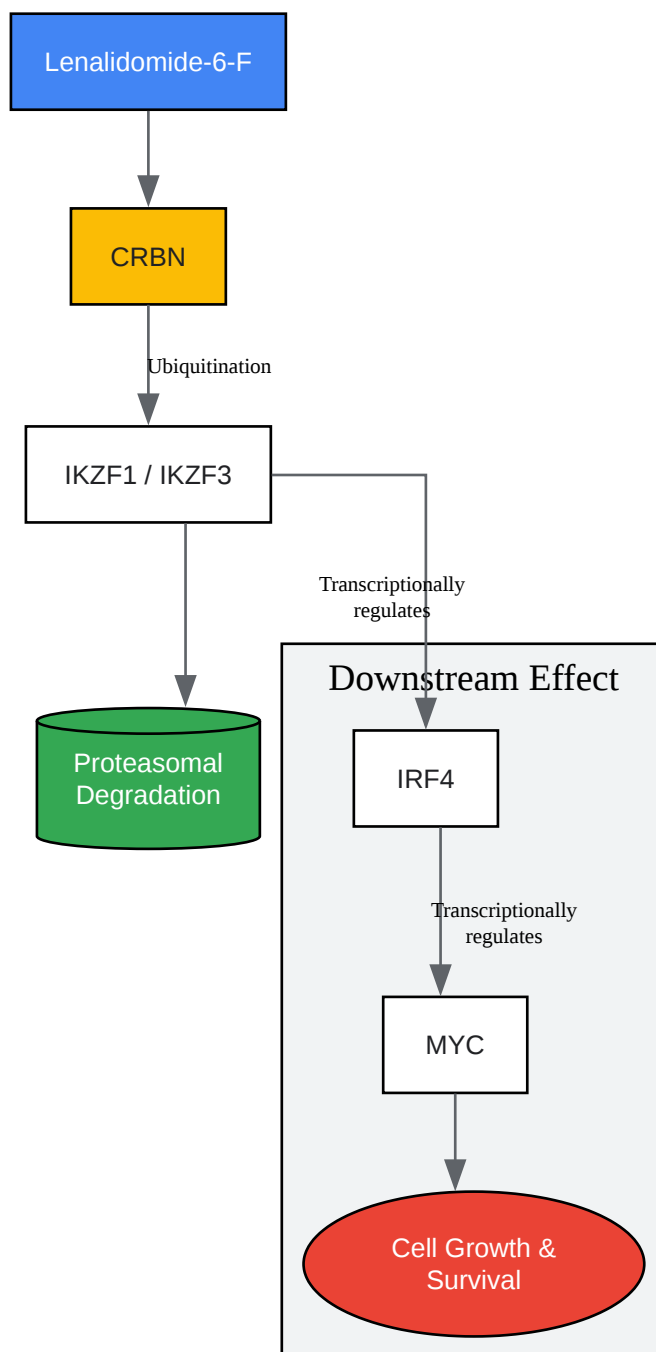 Lenalidomide-6-F
CRBN
Ubiquitination
IKZF1 / IKZF3
Transcriptionally
regulates
Downstream Effect
Proteasomal
Degradation
IRF4
Transcriptionally
regulates
MYC
Cell Growth &
Survival